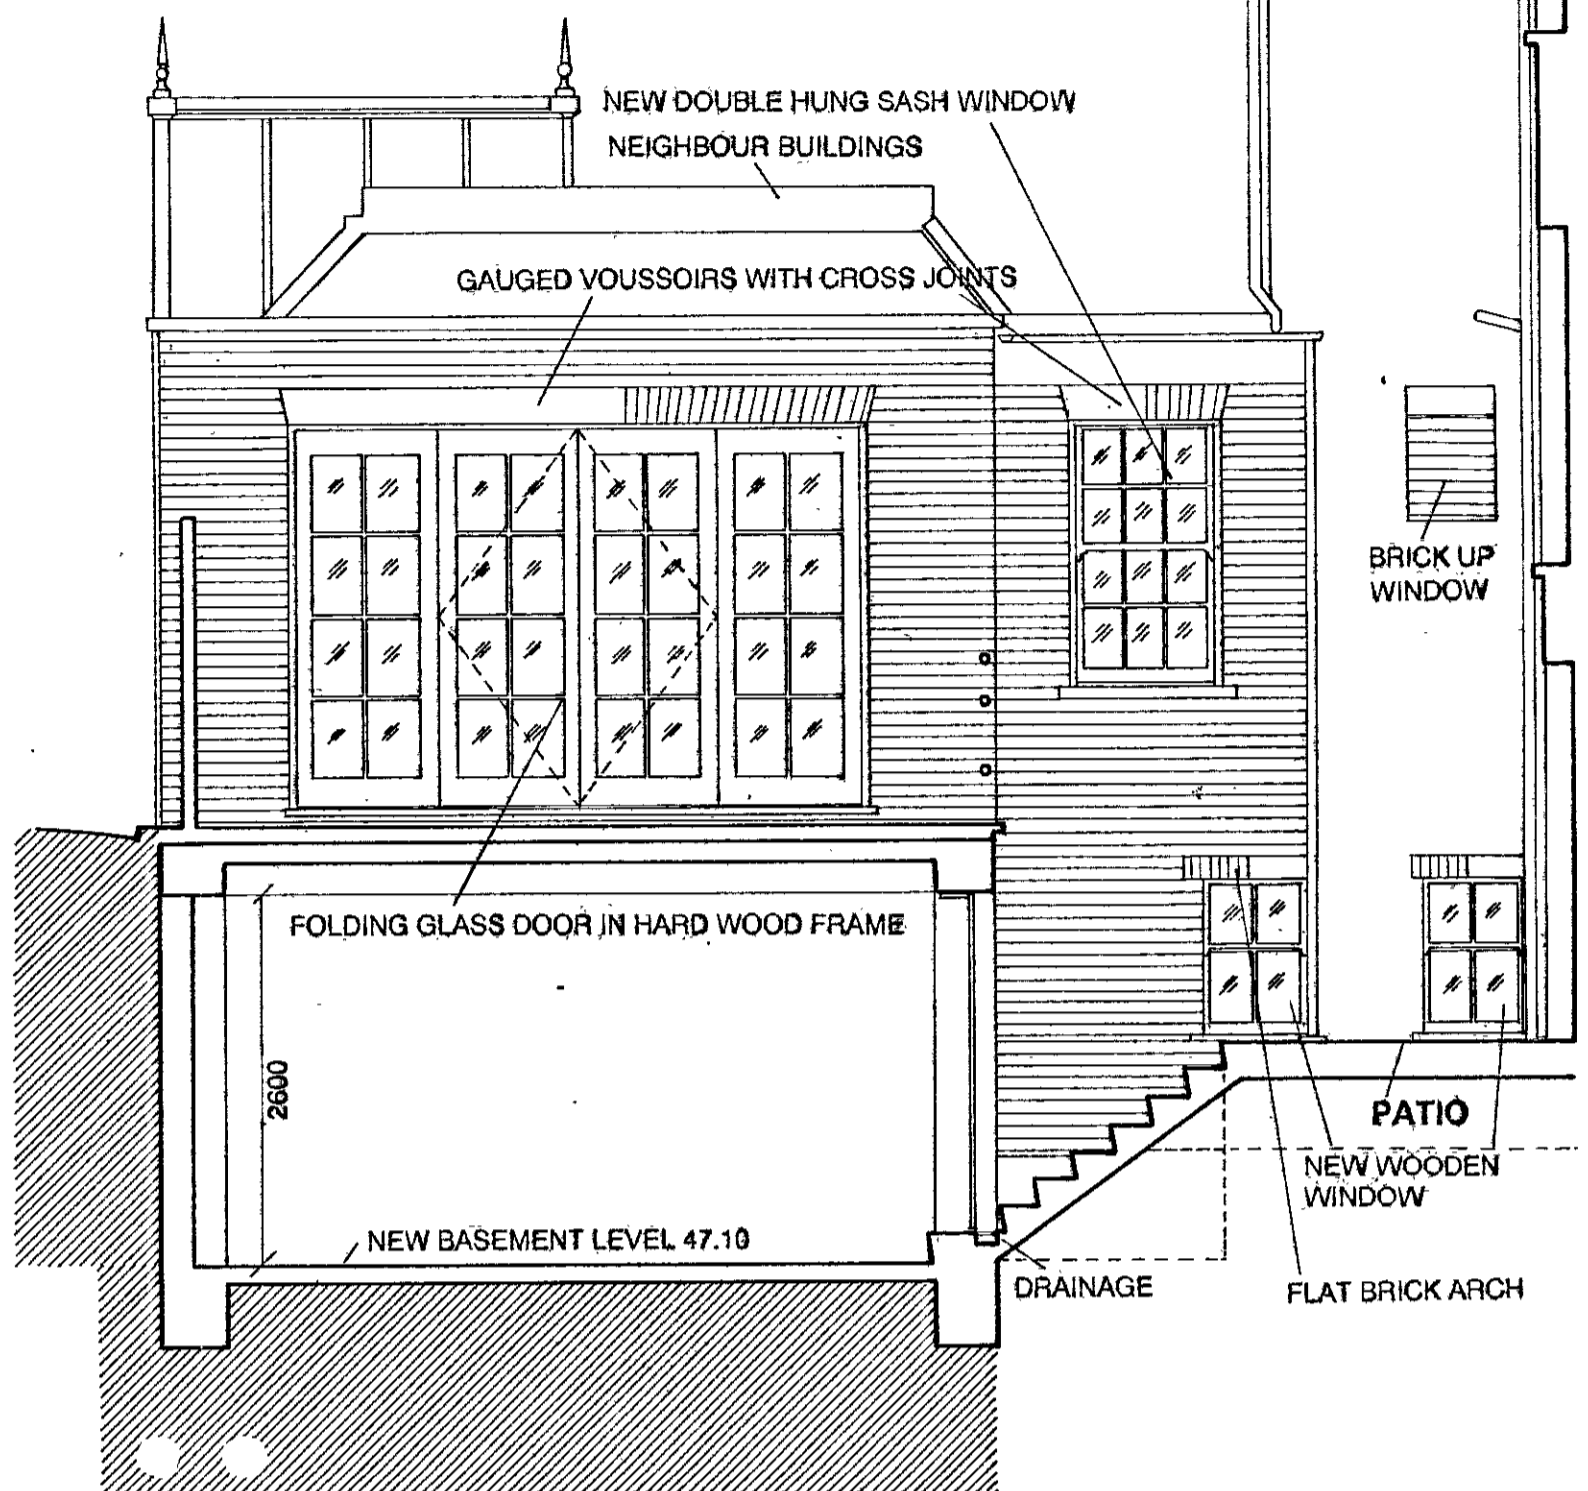 NEW DOUBLE HUNG SASH WINDOW
NEIGHBOUR BUILDINGS
GAUGED VOUSSOIRS WITH CROSS JOINTS
BRICK UP
WINDOW
FOLDING GLASS DOOR IN HARD WOOD FRAME
2600
PATIO
NEW WOODEN
WINDOW
NEW BASEMENT LEVEL 47.10
DRAINAGE
FLAT BRICK ARCH